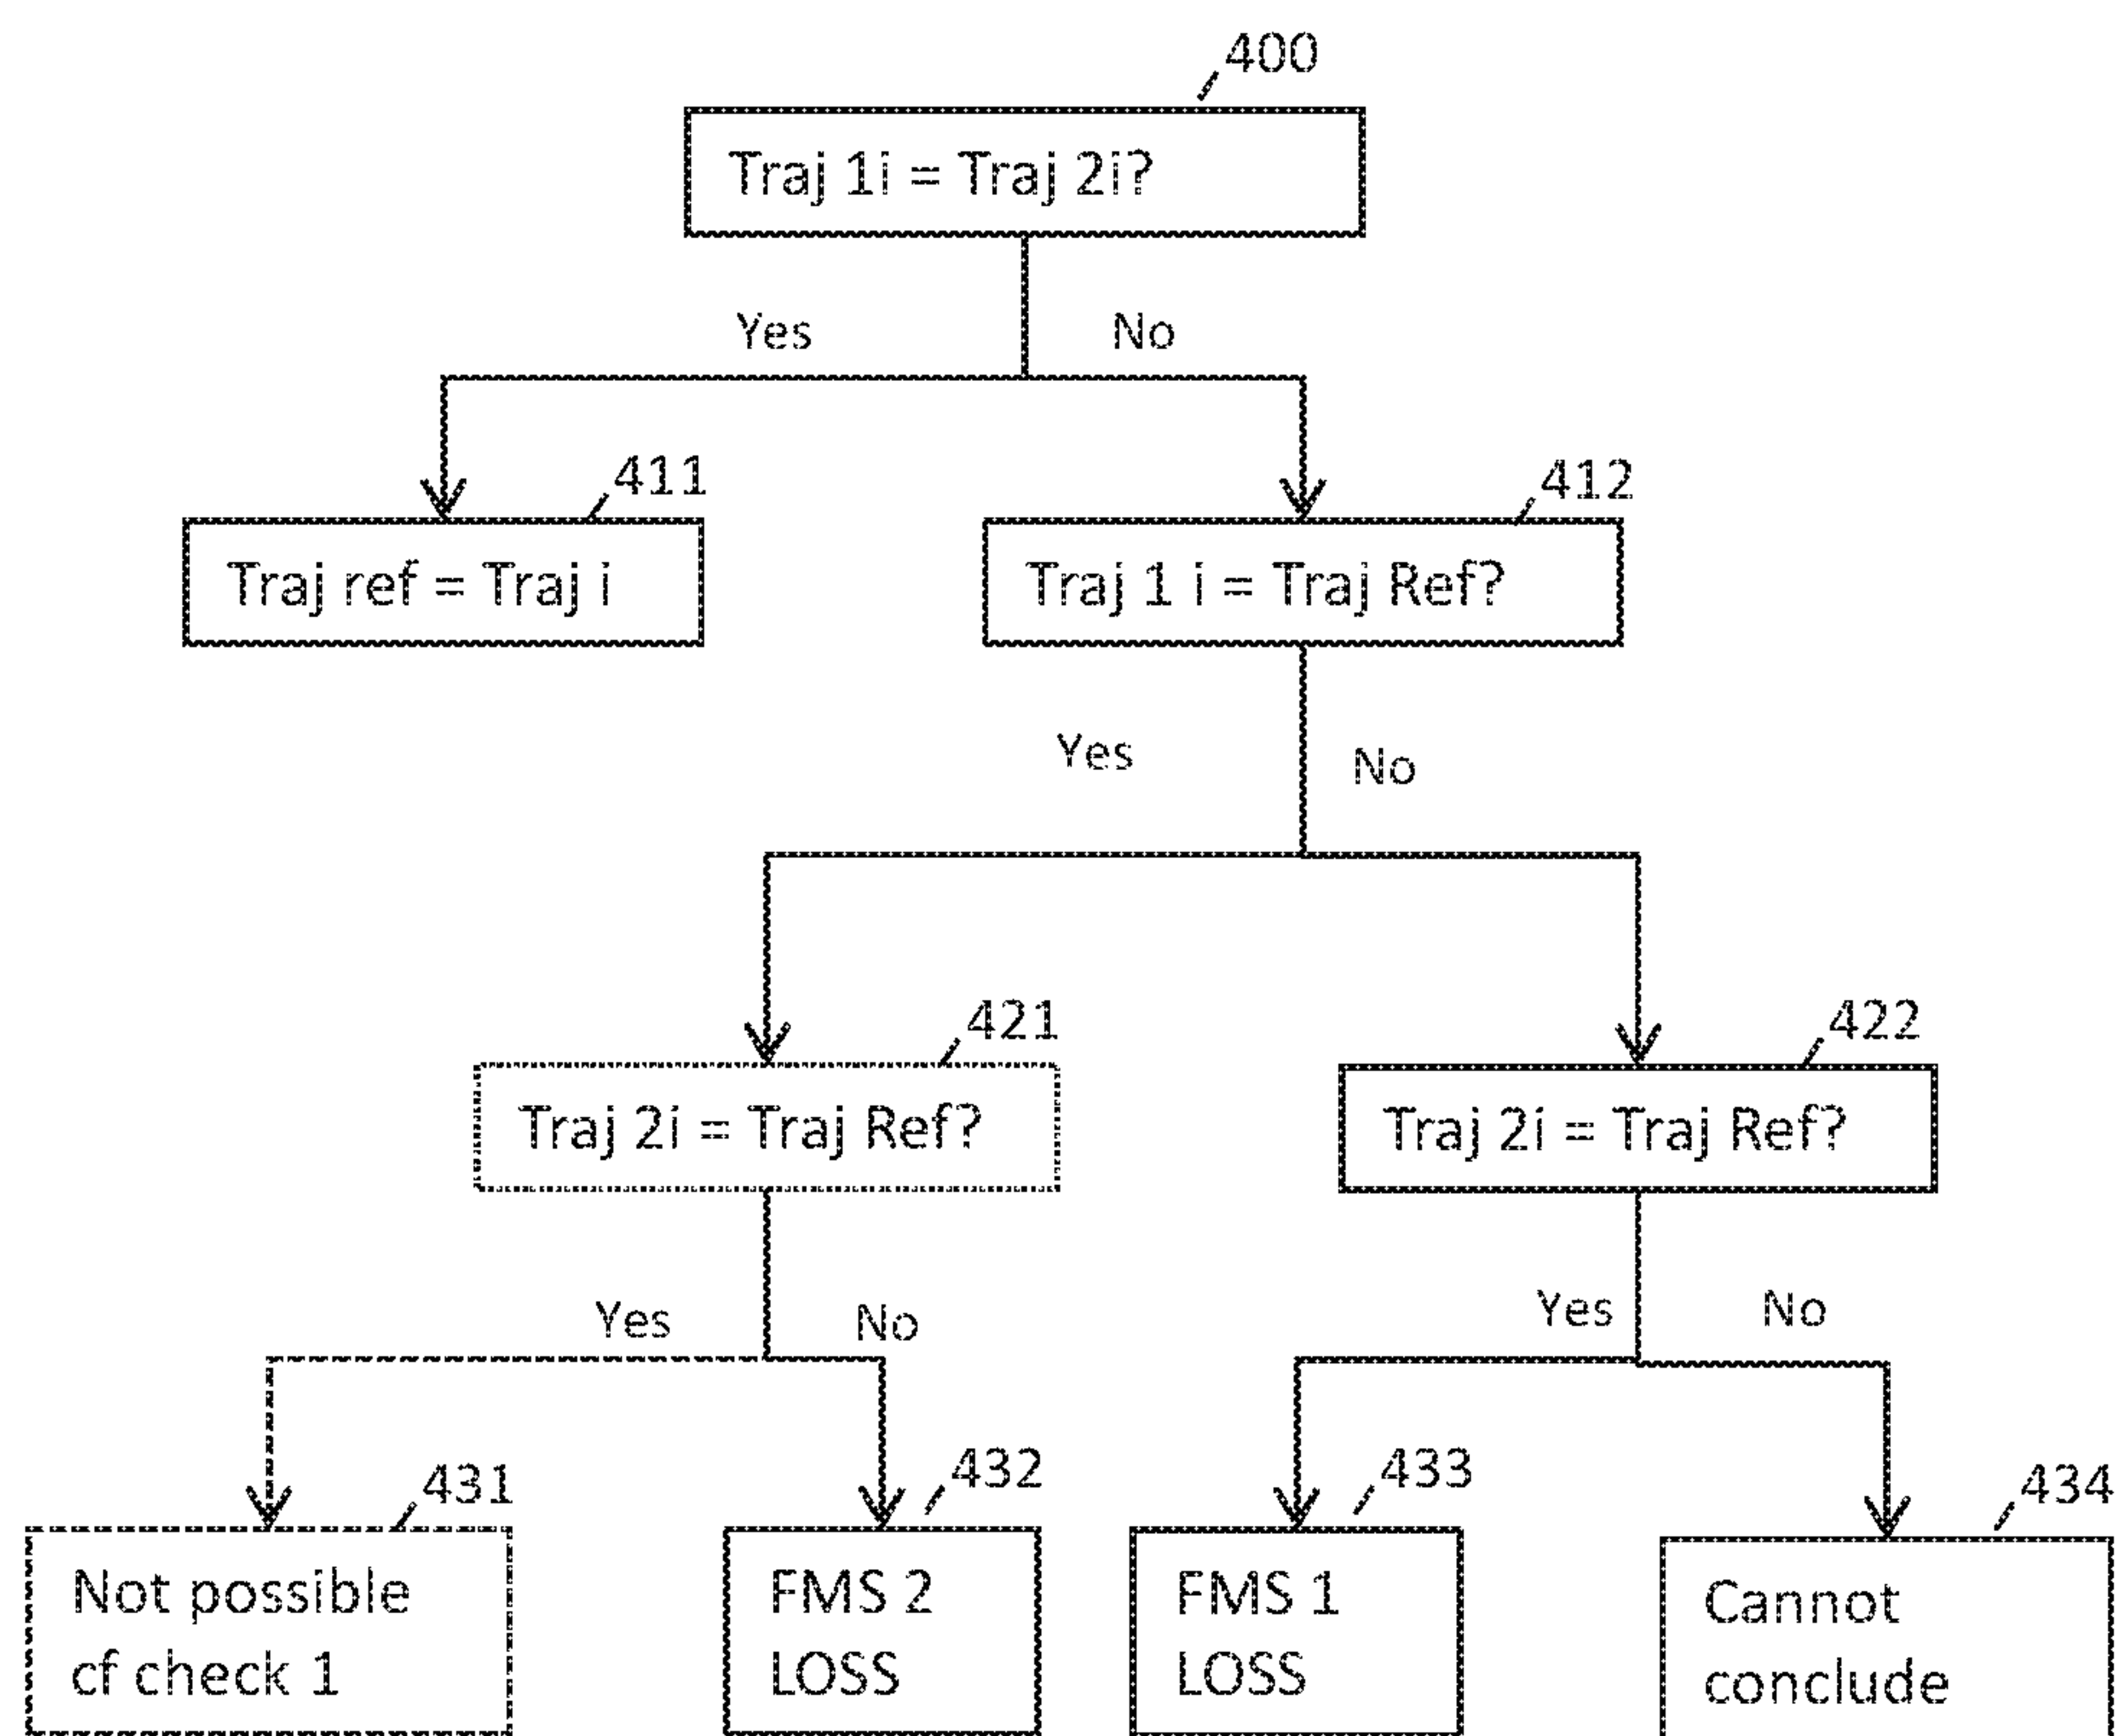 400
Traj 1i = Traj 2i?
Yes
No
411
412
Traj ref = Traj i
Traj 1 i = Traj Ref?
Yes
No
421
422
Traj 2i = Traj Ref?
Traj 2i = Traj Ref?
Yes
No
Yes
No
431
432
433
434
Not possible
cf check 1
FMS 2
LOSS
FMS 1
LOSS
Cannot
conclude